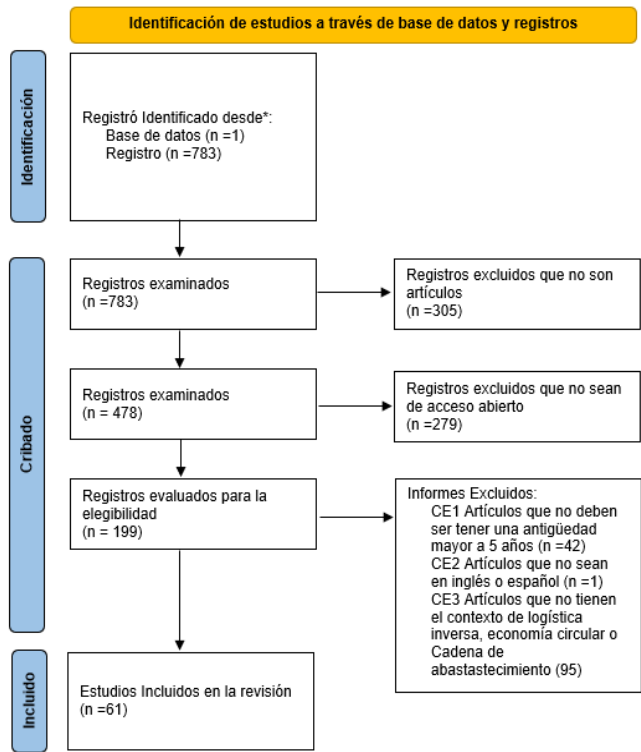 Identificación de estudios a través de base de datos y registros
Identificación
Registró Identificado desde*:
Base de datos (n =1)
Registro (n =783)
Cribado
Registros examinados
(n =783)
Registros excluidos que no son
artículos
(n =305)
Registros examinados
(n = 478)
Registros excluidos que no sean
de acceso abierto
(n =279)
Registros evaluados para la
elegibilidad
(n = 199)
Informes Excluidos:
CE1 Artículos que no deben
ser tener una antigüedad
mayor a 5 años (n =42)
CE2 Artículos que no sean
en inglés o español (n =1)
CE3 Artículos que no tienen
el contexto de logística
inversa, economía circular o
Cadena de
abastastecimiento (95)
Incluido
Estudios Incluidos en la revisión
(n =61)